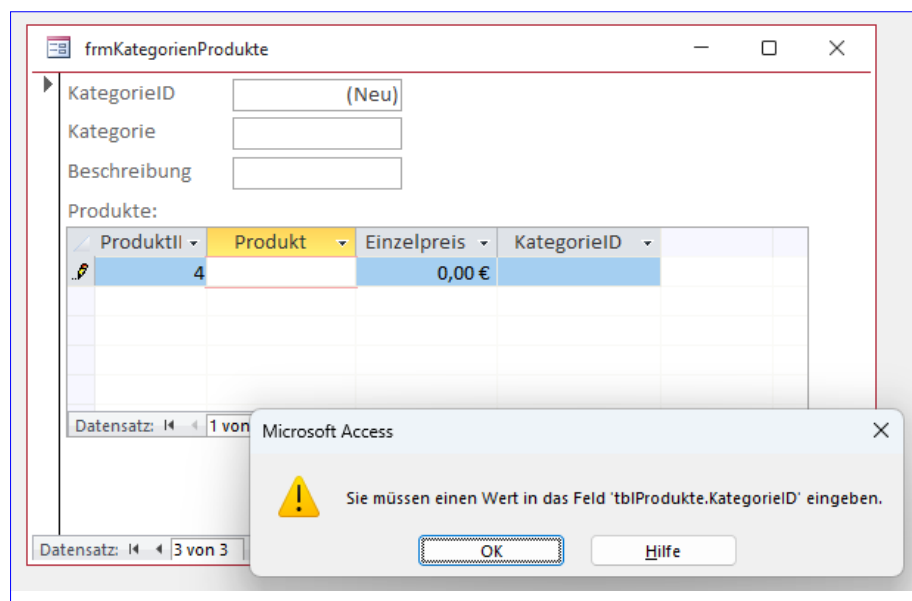 frmKategorienProdukte
KategorieID (Neu)
Kategorie
Beschreibung
Produkte:
ProduktI Produkt Einzelpreis KategorieID
4 0,00 €
Datensatz: 1 von
Microsoft Access
Sie müssen einen Wert in das Feld 'tblProdukte.KategorieID' eingeben.
OK Hilfe
Datensatz: 3 von 3